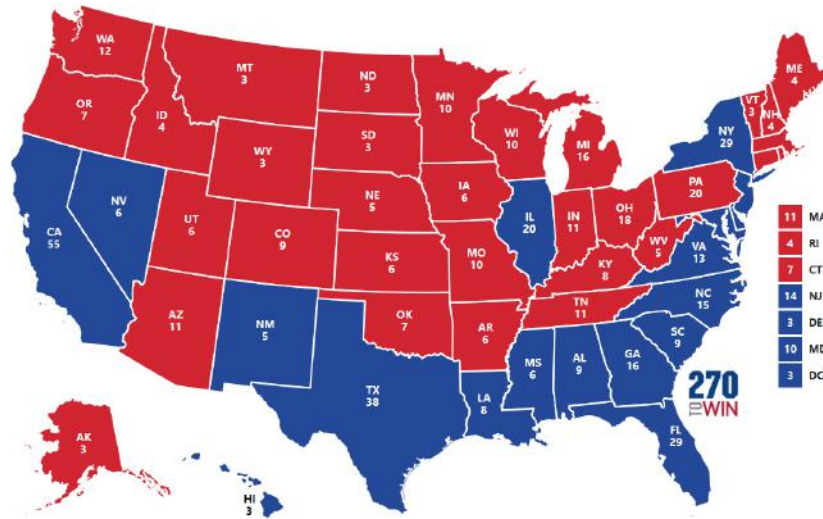 WA
12
MT
3
ND
3
MN
10
ME
4
VT
3
NH
4
OR
7
ID
4
SD
3
WI
10
MI
16
NY
29
WY
3
NE
5
IA
6
PA
20
NV
6
CA
55
UT
6
CO
9
KS
6
MO
10
IL
20
IN
11
OH
18
WV
5
VA
13
KY
8
NC
15
TN
11
AZ
11
NM
5
OK
7
AR
6
SC
9
TX
38
LA
8
MS
6
AL
9
GA
16
FL
29
AK
3
HI
3
11 MA
4 RI
7 CT
14 NJ
3 DE
10 MD
3 DC
270
TO
WIN